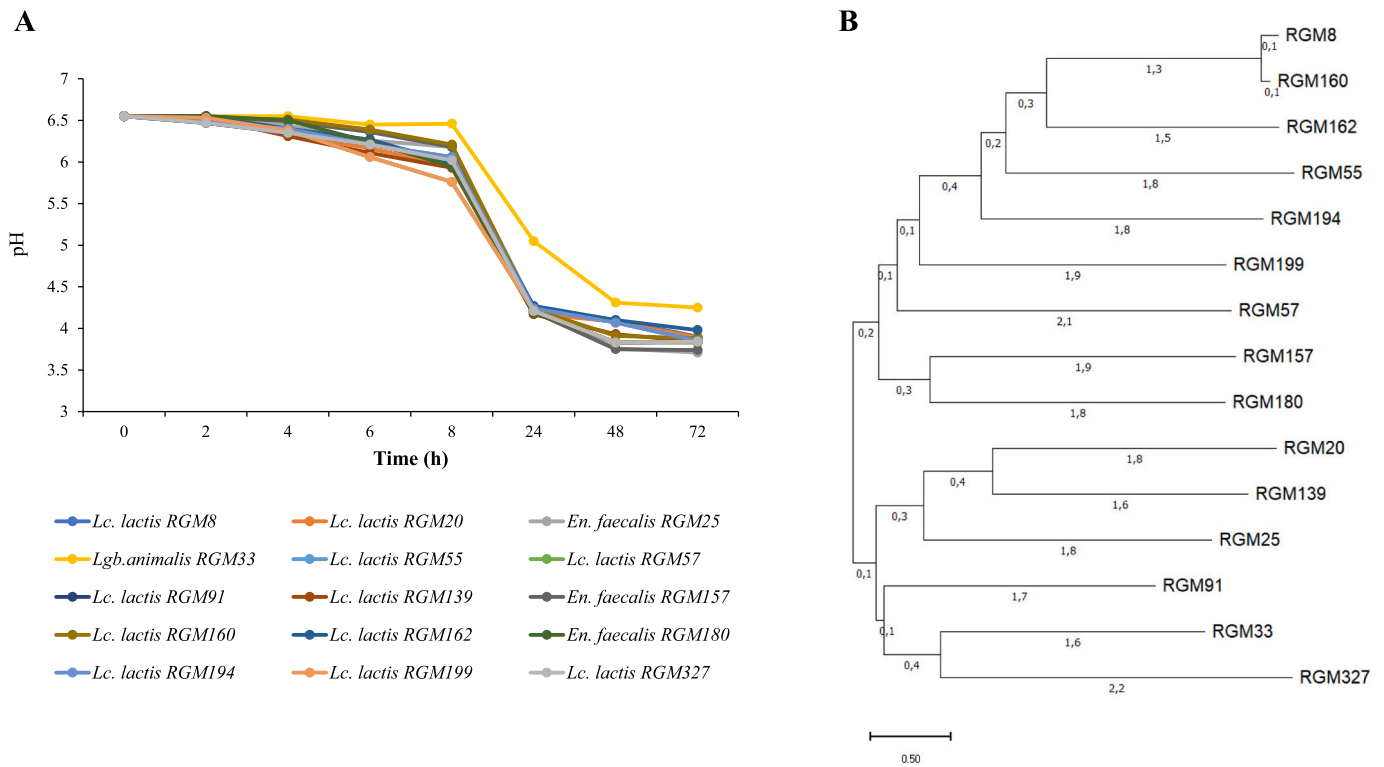 A
7
6.5
6
5.5
5
4.5
4
3.5
3
pH
0 2 4 6 8 24 48 72
Time (h)
Lc. lactis RGM8 Lc. lactis RGM20 En. faecalis RGM25
Lgb.animalis RGM33 Lc. lactis RGM55 Lc. lactis RGM57
Lc. lactis RGM91 Lc. lactis RGM139 En. faecalis RGM157
Lc. lactis RGM160 Lc. lactis RGM162 En. faecalis RGM180
Lc. lactis RGM194 Lc. lactis RGM199 Lc. lactis RGM327
B
RGM8
0,1
1,3
RGM160
0,1
0,3
RGM162
1,5
0,2
RGM55
1,8
0,4
RGM194
1,8
0,1
RGM199
1,9
0,1
RGM57
2,1
0,2
RGM157
1,9
0,3
RGM180
1,8
RGM20
1,8
0,4
RGM139
1,6
0,3
RGM25
1,8
0,1
RGM91
1,7
0,1
RGM33
1,6
0,4
RGM327
2,2
0.50